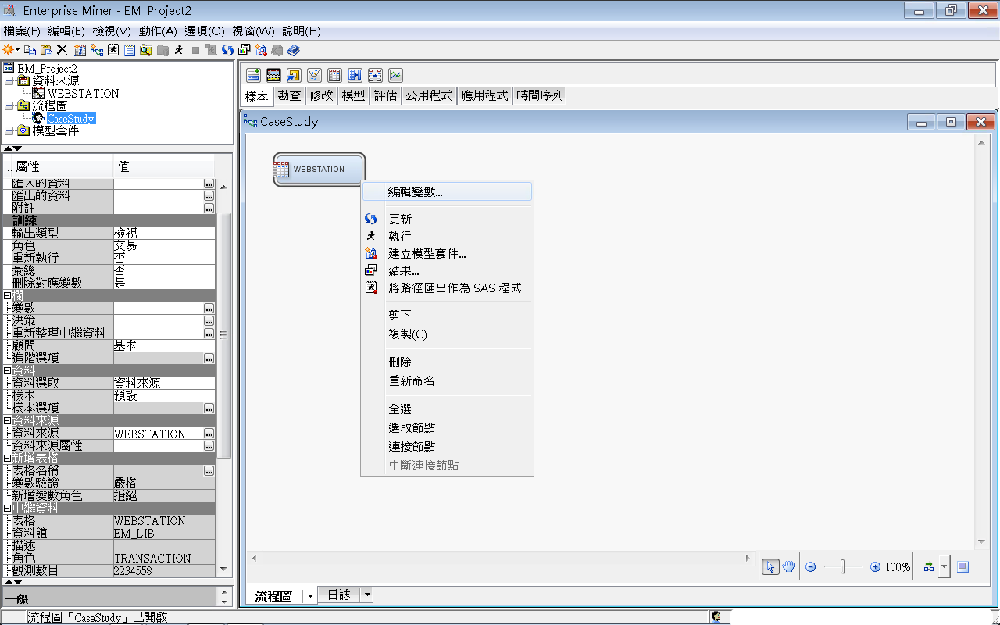 Enterprise Miner - EM_Project2
檔案(F) 編輯(E) 檢視(V) 動作(A) 選項(O) 視窗(W) 說明(H)
EM_Project2
資料來源
WEBSTATION
流程圖
CaseStudy
模型套件
.. 屬性 值
匯入的資料 ...
匯出的資料 ...
附註 ...
訓練
輸出類型 檢視
角色 交易
重新執行 否
彙總 否
刪除對應變數 是
欄
變數 ...
決策 ...
重新整理中繼資料 ...
顧問 基本
進階選項 ...
資料
資料選取 資料來源
樣本 預設
樣本選項 ...
資料來源
資料來源 WEBSTATION ...
資料來源屬性 ...
新增表格
表格名稱 ...
變數驗證 嚴格
新增變數角色 拒絕
中繼資料
表格 WEBSTATION
資料館 EM_LIB
描述
角色 TRANSACTION
觀測數目 2234558
一般
流程圖「CaseStudy」已開啟
樣本 勘查 修改 模型 評估 公用程式 應用程式 時間序列
CaseStudy
WEBSTATION
編輯變數...
更新
執行
建立模型套件...
結果...
將路徑匯出作為 SAS 程式
剪下
複製(C)
刪除
重新命名
全選
選取節點
連接節點
中斷連接節點
100%
流程圖 日誌